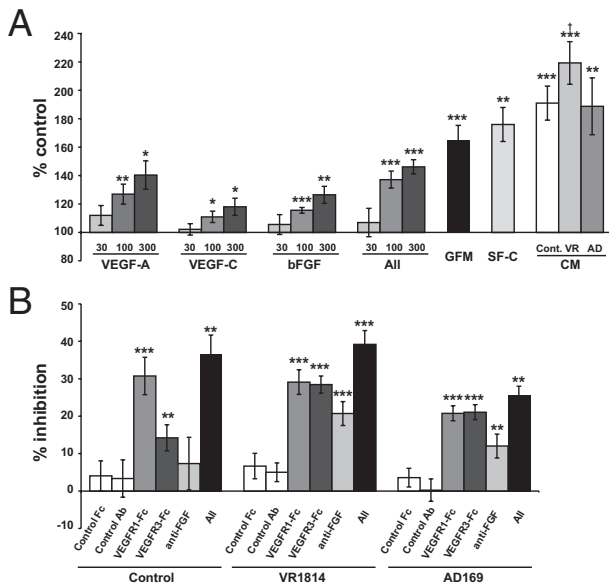 A
% control
240
220
200
180
160
140
120
100
80
** * * * *** ** *** *** *** ** *** *** † **
30 100 300 30 100 300 30 100 300 30 100 300 GFM SF-C Cont. VR AD
VEGF-A VEGF-C bFGF All CM
B
% inhibition
50
40
30
20
10
0
-10
*** ** ** *** *** *** *** *** *** ** **
Control Fc Control Ab VEGFR1-Fc VEGFR3-Fc anti-FGF All Control Fc Control Ab VEGFR1-Fc VEGFR3-Fc anti-FGF All Control Fc Control Ab VEGFR1-Fc VEGFR3-Fc anti-FGF All
Control VR1814 AD169